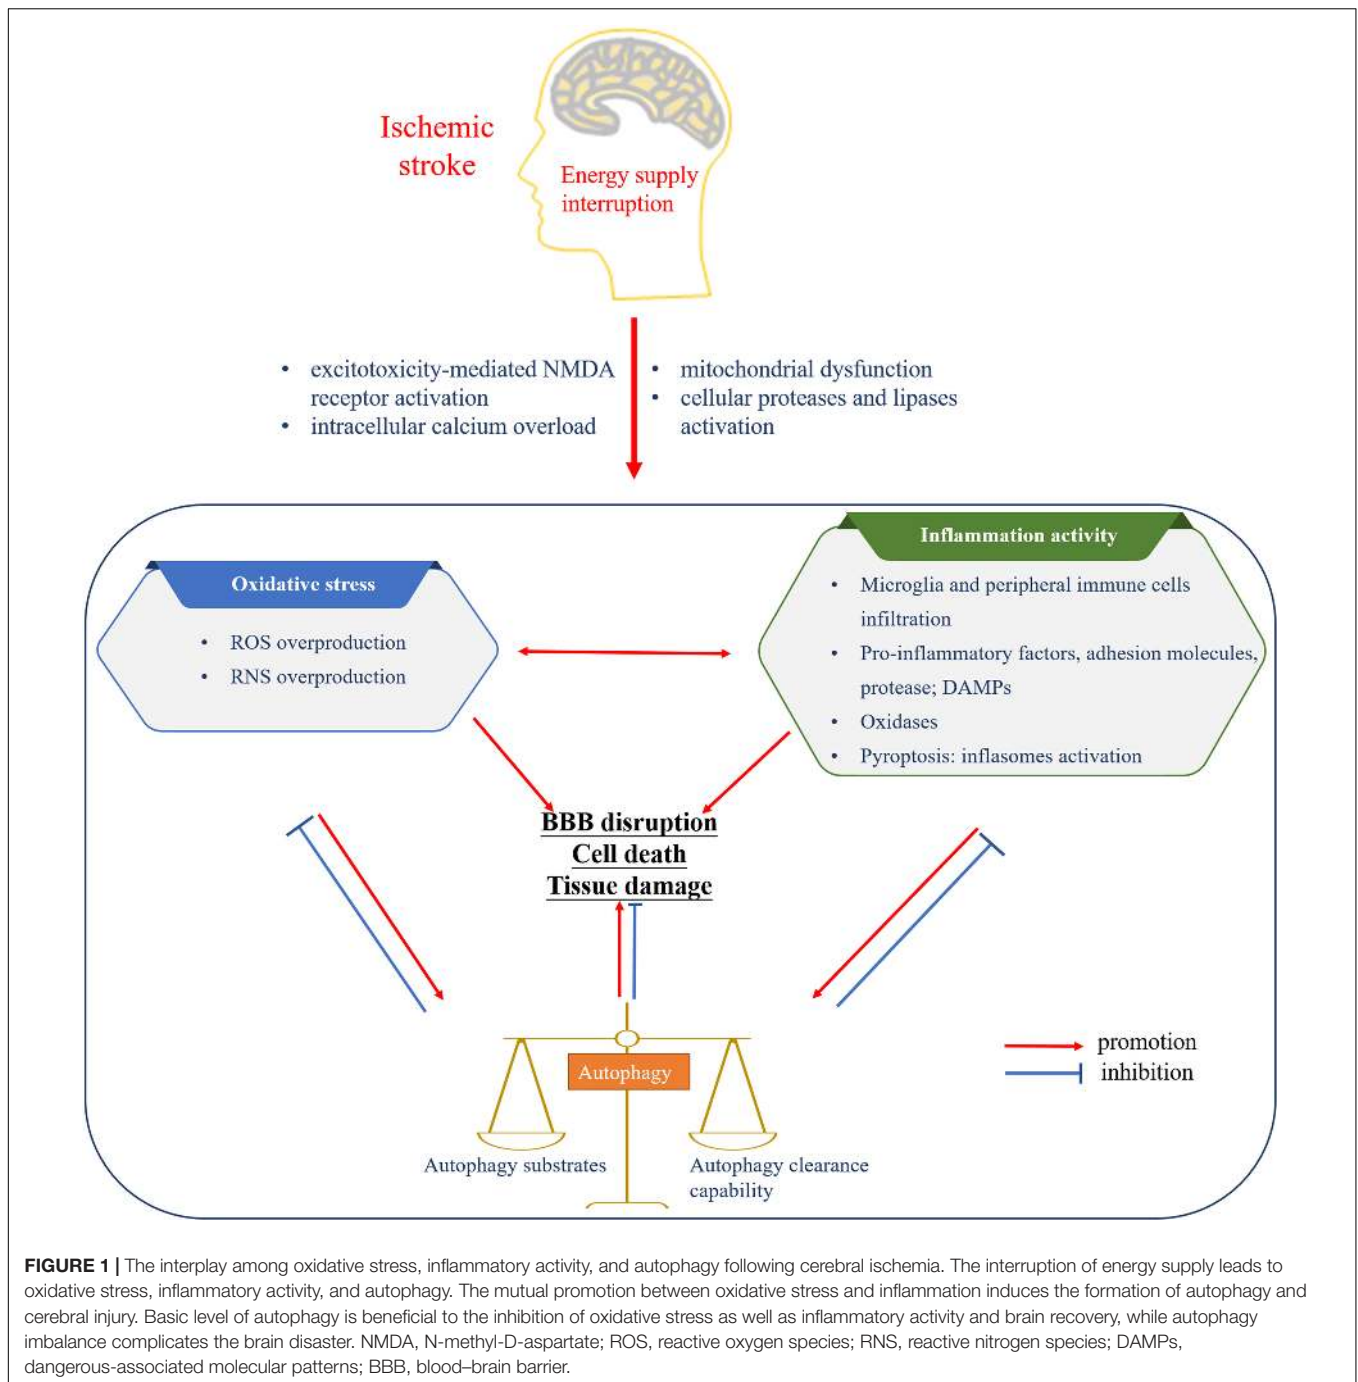 Ischemic
stroke
Energy supply
interruption
• excitotoxicity-mediated NMDA
receptor activation
• intracellular calcium overload
• mitochondrial dysfunction
• cellular proteases and lipases
activation
Oxidative stress
• ROS overproduction
• RNS overproduction
Inflammation activity
• Microglia and peripheral immune cells
infiltration
• Pro-inflammatory factors, adhesion molecules,
protease; DAMPs
• Oxidases
• Pyroptosis: inflasomes activation
BBB disruption
Cell death
Tissue damage
Autophagy
Autophagy substrates
Autophagy clearance
capability
promotion
inhibition
FIGURE 1 | The interplay among oxidative stress, inflammatory activity, and autophagy following cerebral ischemia. The interruption of energy supply leads to
oxidative stress, inflammatory activity, and autophagy. The mutual promotion between oxidative stress and inflammation induces the formation of autophagy and
cerebral injury. Basic level of autophagy is beneficial to the inhibition of oxidative stress as well as inflammatory activity and brain recovery, while autophagy
imbalance complicates the brain disaster. NMDA, N-methyl-D-aspartate; ROS, reactive oxygen species; RNS, reactive nitrogen species; DAMPs,
dangerous-associated molecular patterns; BBB, blood–brain barrier.